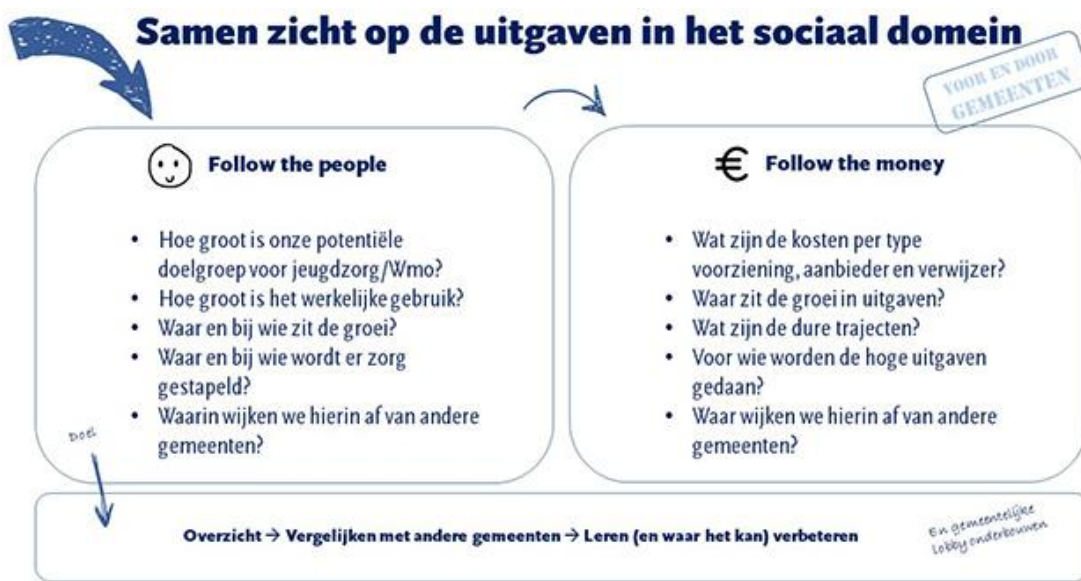 Samen zicht op de uitgaven in het sociaal domein
VOOR EN DOOR
GEMEENTEN
Follow the people
• Hoe groot is onze potentiële
doelgroep voor jeugdzorg/Wmo?
• Hoe groot is het werkelijke gebruik?
• Waar en bij wie zit de groei?
• Waar en bij wie wordt er zorg
gestapeld?
• Waarin wijken we hierin af van andere
gemeenten?
€ Follow the money
• Wat zijn de kosten per type
voorziening, aanbieder en verwijzer?
• Waar zit de groei in uitgaven?
• Wat zijn de dure trajecten?
• Voor wie worden de hoge uitgaven
gedaan?
• Waar wijken we hierin af van andere
gemeenten?
Doel
Overzicht → Vergelijken met andere gemeenten → Leren (en waar het kan) verbeteren
En gemeentelijke
lobby onderbouwen